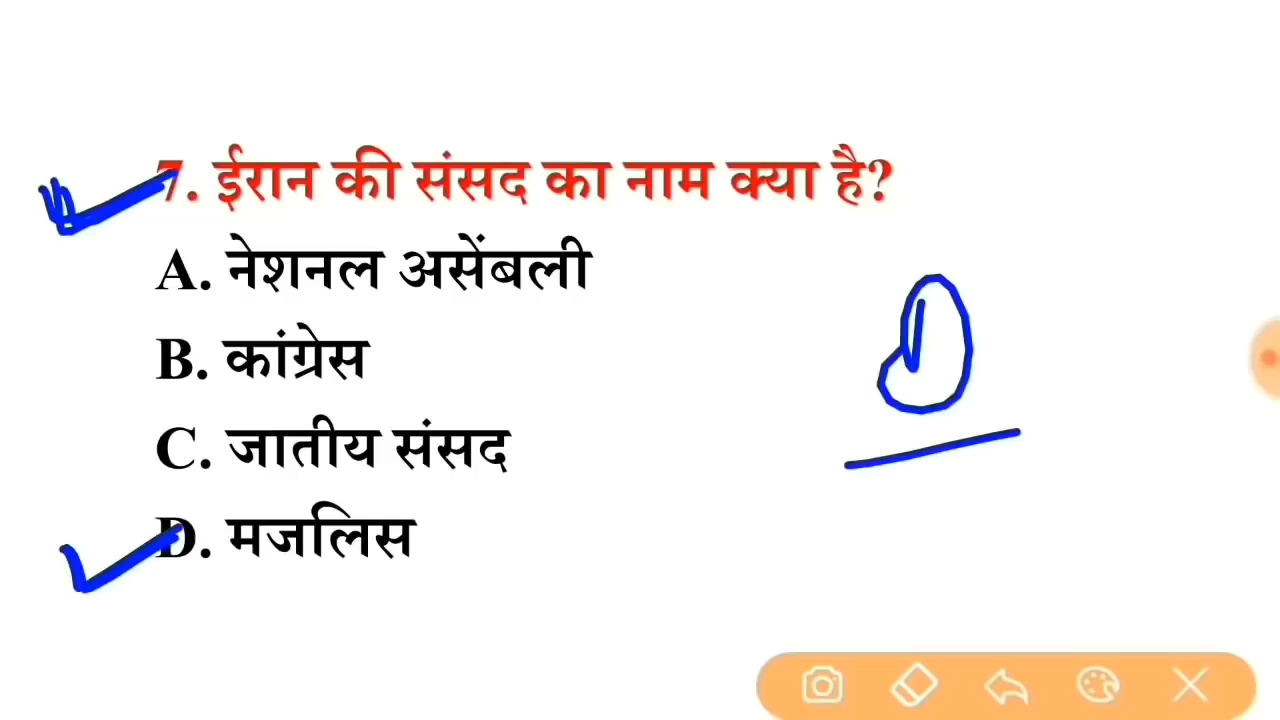 7. ईरान की संसद का नाम क्या है?
A. नेशनल असेंबली
B. कांग्रेस
C. जातीय संसद
D. मजलिस